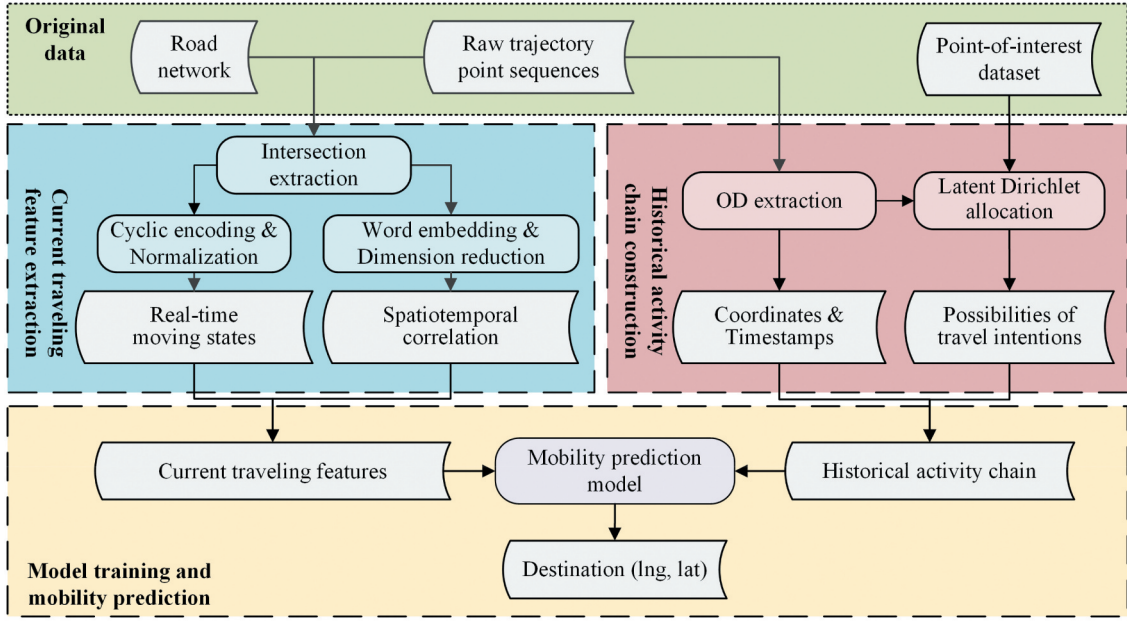 Original
data
Road
network
Raw trajectory
point sequences
Point-of-interest
dataset
Current traveling
feature extraction
Intersection
extraction
Cyclic encoding &
Normalization
Word embedding &
Dimension reduction
Real-time
moving states
Spatiotemporal
correlation
Historical activity
chain construction
OD extraction
Latent Dirichlet
allocation
Coordinates &
Timestamps
Possibilities of
travel intentions
Current traveling features
Mobility prediction
model
Historical activity chain
Destination (lng, lat)
Model training and
mobility prediction